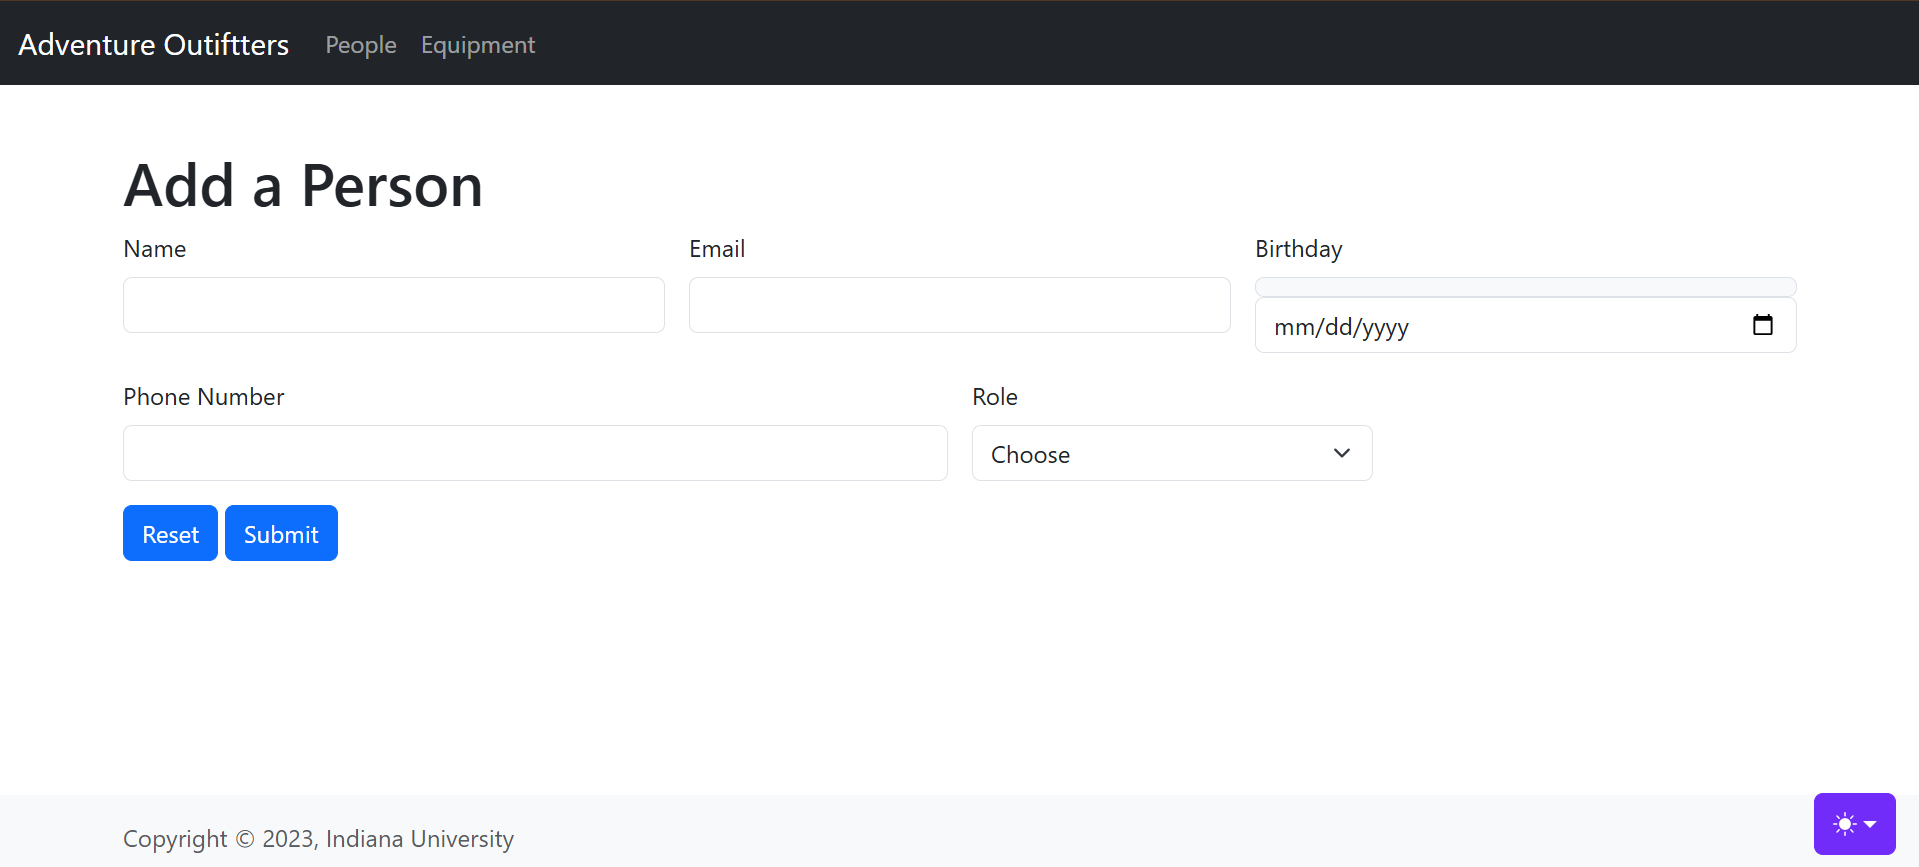 Adventure Outiftters People Equipment
Add a Person
Name Email Birthday
mm/dd/yyyy
Phone Number Role
Choose
Reset Submit
Copyright © 2023, Indiana University